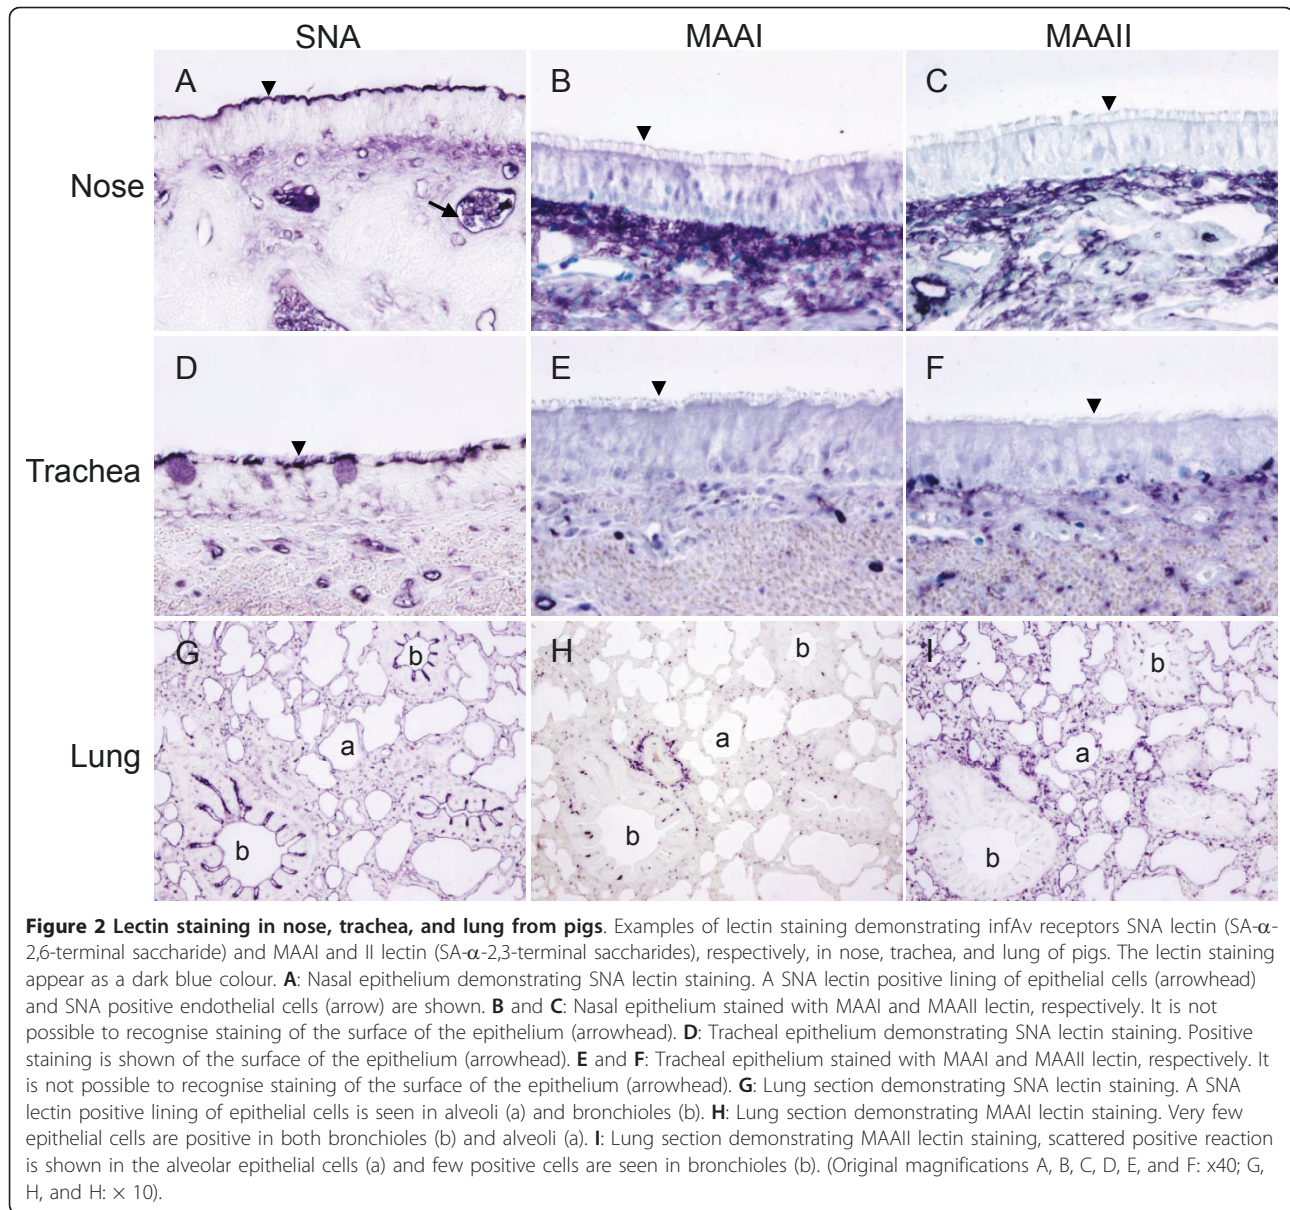 SNA MAAI MAAII
A B C
Nose
D E F
Trachea
G b H b I b
a a a
Lung
b b b
Figure 2 Lectin staining in nose, trachea, and lung from pigs. Examples of lectin staining demonstrating infAv receptors SNA lectin (SA-α-
2,6-terminal saccharide) and MAAI and II lectin (SA-α-2,3-terminal saccharides), respectively, in nose, trachea, and lung of pigs. The lectin staining
appear as a dark blue colour. A: Nasal epithelium demonstrating SNA lectin staining. A SNA lectin positive lining of epithelial cells (arrowhead)
and SNA positive endothelial cells (arrow) are shown. B and C: Nasal epithelium stained with MAAI and MAAII lectin, respectively. It is not
possible to recognise staining of the surface of the epithelium (arrowhead). D: Tracheal epithelium demonstrating SNA lectin staining. Positive
staining is shown of the surface of the epithelium (arrowhead). E and F: Tracheal epithelium stained with MAAI and MAAII lectin, respectively. It
is not possible to recognise staining of the surface of the epithelium (arrowhead). G: Lung section demonstrating SNA lectin staining. A SNA
lectin positive lining of epithelial cells is seen in alveoli (a) and bronchioles (b). H: Lung section demonstrating MAAI lectin staining. Very few
epithelial cells are positive in both bronchioles (b) and alveoli (a). I: Lung section demonstrating MAAII lectin staining, scattered positive reaction
is shown in the alveolar epithelial cells (a) and few positive cells are seen in bronchioles (b). (Original magnifications A, B, C, D, E, and F: x40; G,
H, and H: × 10).